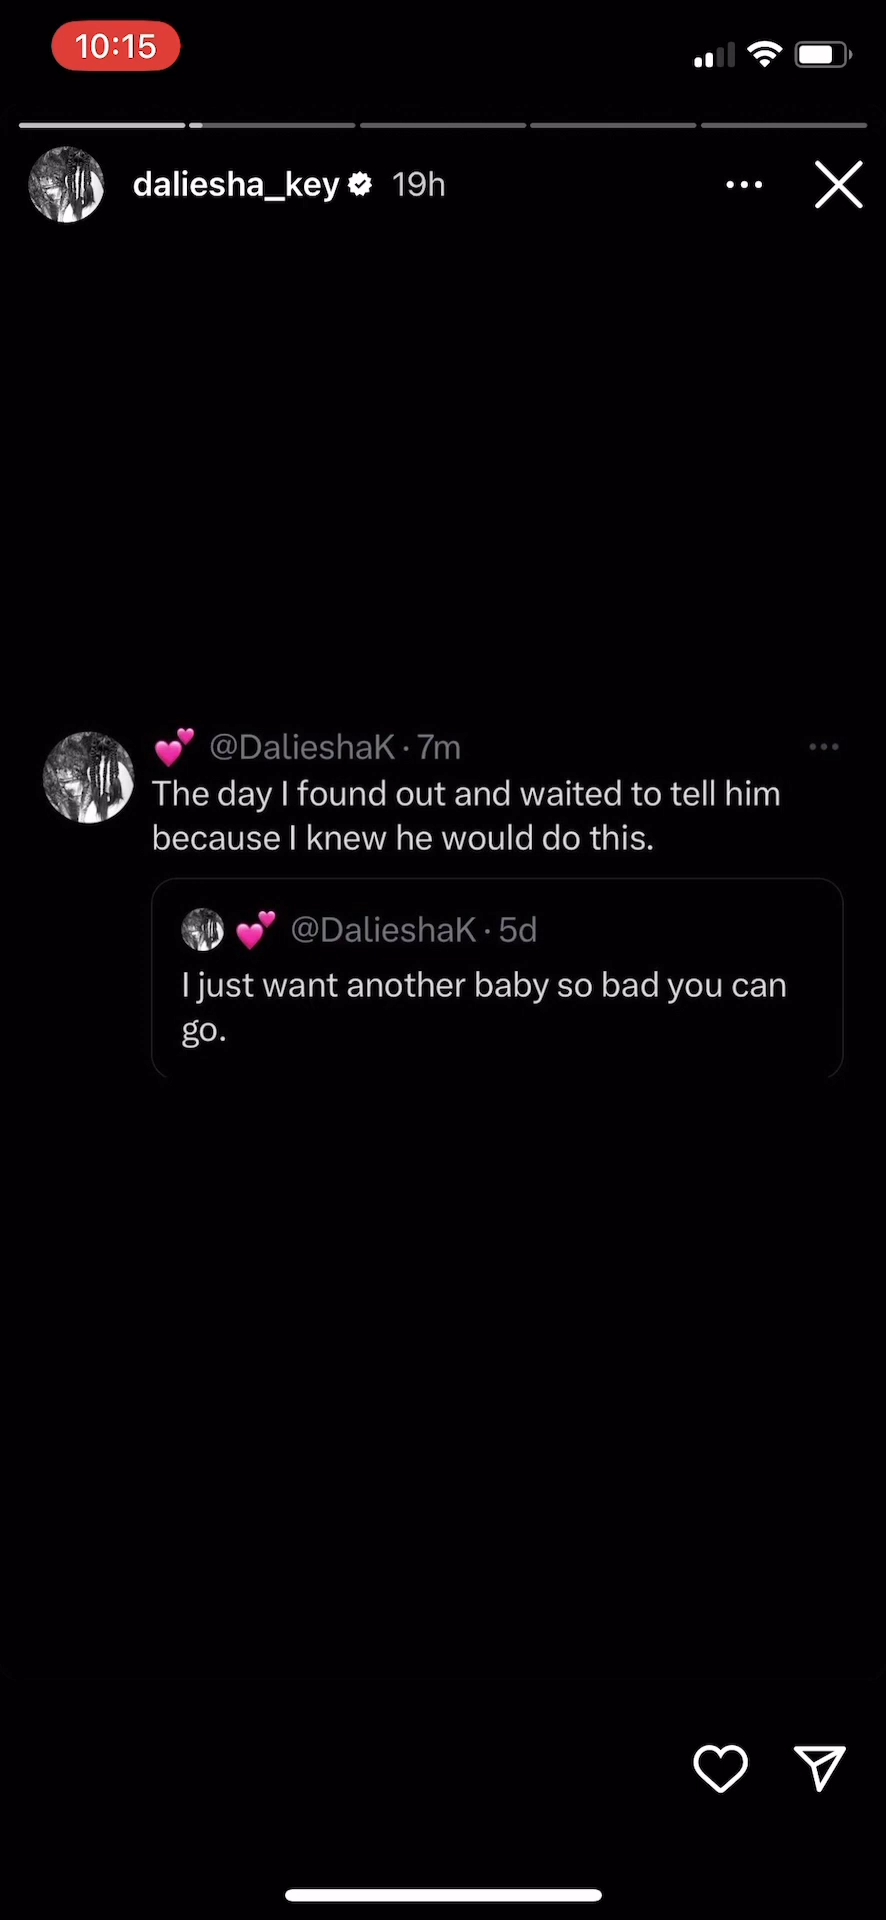 10:15
daliesha_key 19h
💕 @DalieshaK · 7m
The day I found out and waited to tell him
because I knew he would do this.
💕 @DalieshaK · 5d
I just want another baby so bad you can
go.